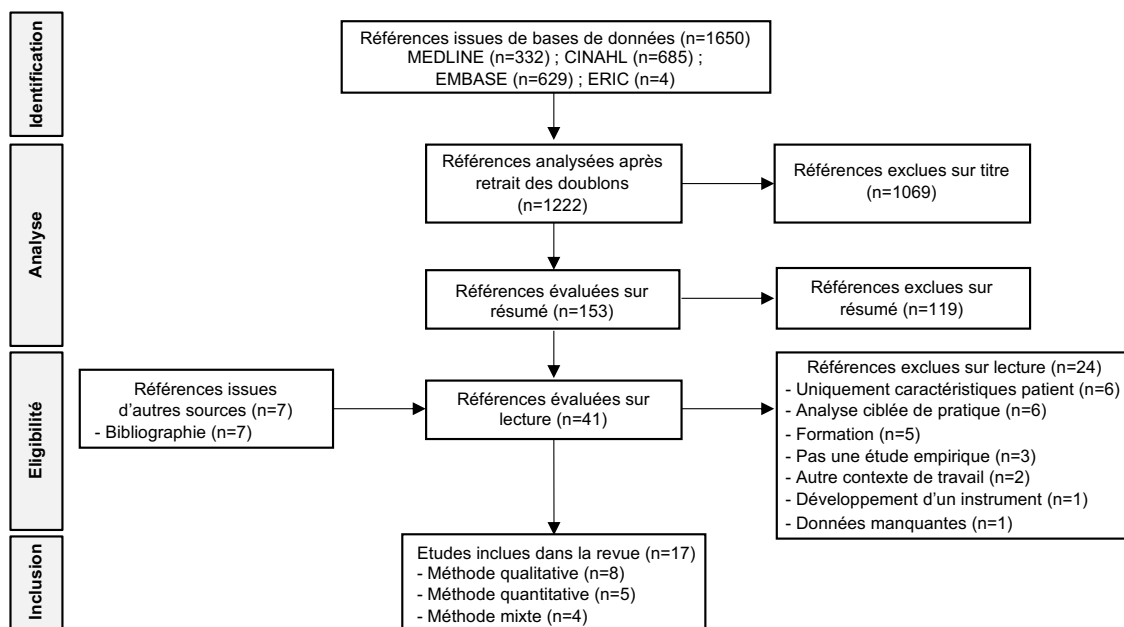 Identification
Références issues de bases de données (n=1650)
MEDLINE (n=332) ; CINAHL (n=685) ;
EMBASE (n=629) ; ERIC (n=4)
Analyse
Références analysées après
retrait des doublons
(n=1222)
Références exclues sur titre
(n=1069)
Références évaluées sur
résumé (n=153)
Références exclues sur
résumé (n=119)
Eligibilité
Références issues
d'autres sources (n=7)
- Bibliographie (n=7)
Références évaluées sur
lecture (n=41)
Références exclues sur lecture (n=24)
- Uniquement caractéristiques patient (n=6)
- Analyse ciblée de pratique (n=6)
- Formation (n=5)
- Pas une étude empirique (n=3)
- Autre contexte de travail (n=2)
- Développement d'un instrument (n=1)
- Données manquantes (n=1)
Inclusion
Etudes inclues dans la revue (n=17)
- Méthode qualitative (n=8)
- Méthode quantitative (n=5)
- Méthode mixte (n=4)